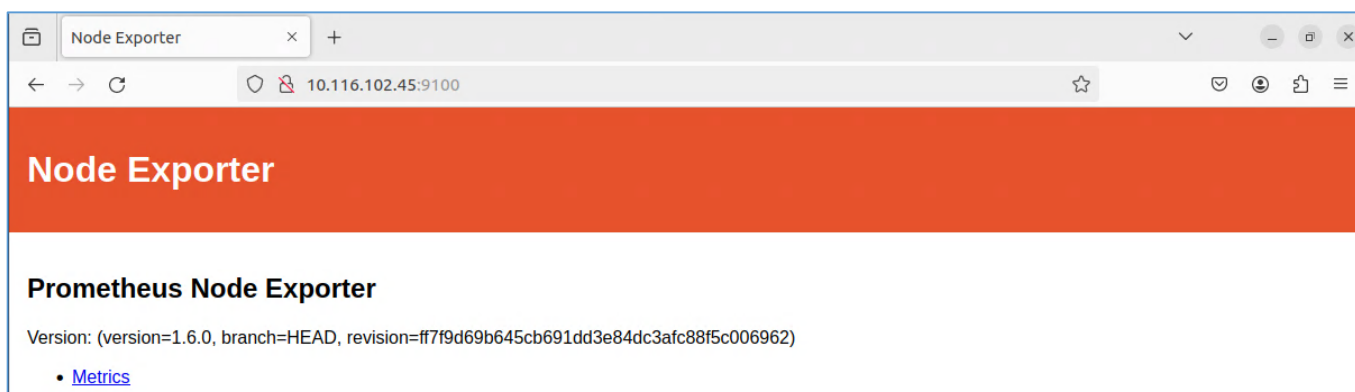 Node Exporter
10.116.102.45:9100
Node Exporter
Prometheus Node Exporter
Version: (version=1.6.0, branch=HEAD, revision=ff7f9d69b645cb691dd3e84dc3afc88f5c006962)
Metrics